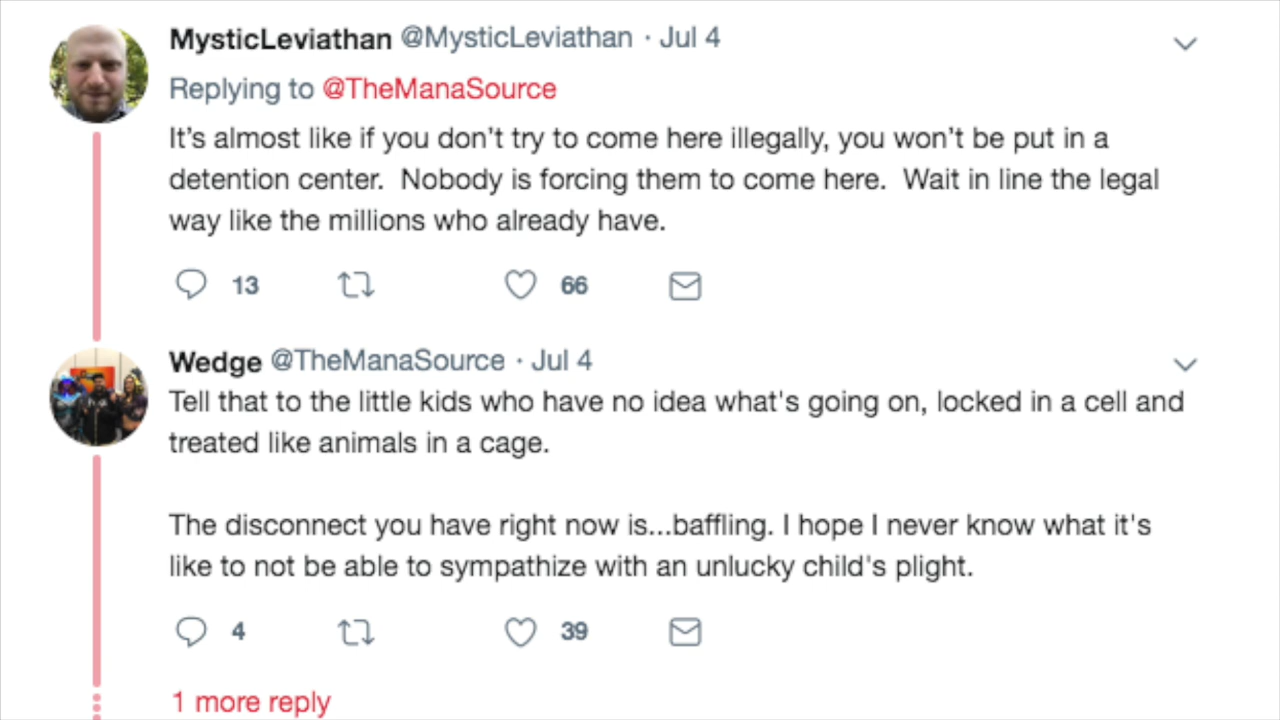 MysticLeviathan @MysticLeviathan · Jul 4
Replying to @TheManaSource
It's almost like if you don't try to come here illegally, you won't be put in a
detention center.  Nobody is forcing them to come here.  Wait in line the legal
way like the millions who already have.
13 66
Wedge @TheManaSource · Jul 4
Tell that to the little kids who have no idea what's going on, locked in a cell and
treated like animals in a cage.
The disconnect you have right now is...baffling. I hope I never know what it's
like to not be able to sympathize with an unlucky child's plight.
4 39
1 more reply